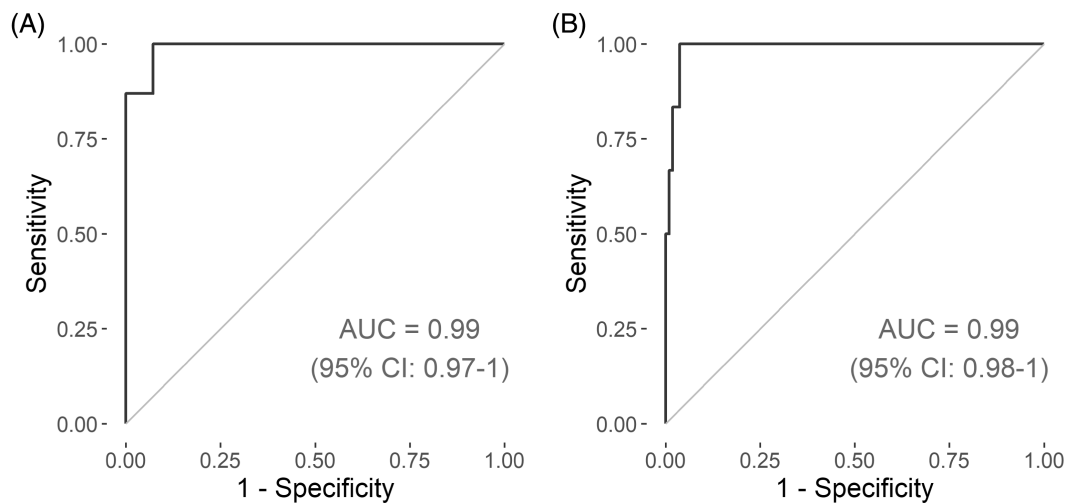 (A)
1.00
0.75
0.50
0.25
0.00
Sensitivity
AUC = 0.99
(95% CI: 0.97-1)
0.00 0.25 0.50 0.75 1.00
1 - Specificity
(B)
1.00
0.75
0.50
0.25
0.00
Sensitivity
AUC = 0.99
(95% CI: 0.98-1)
0.00 0.25 0.50 0.75 1.00
1 - Specificity